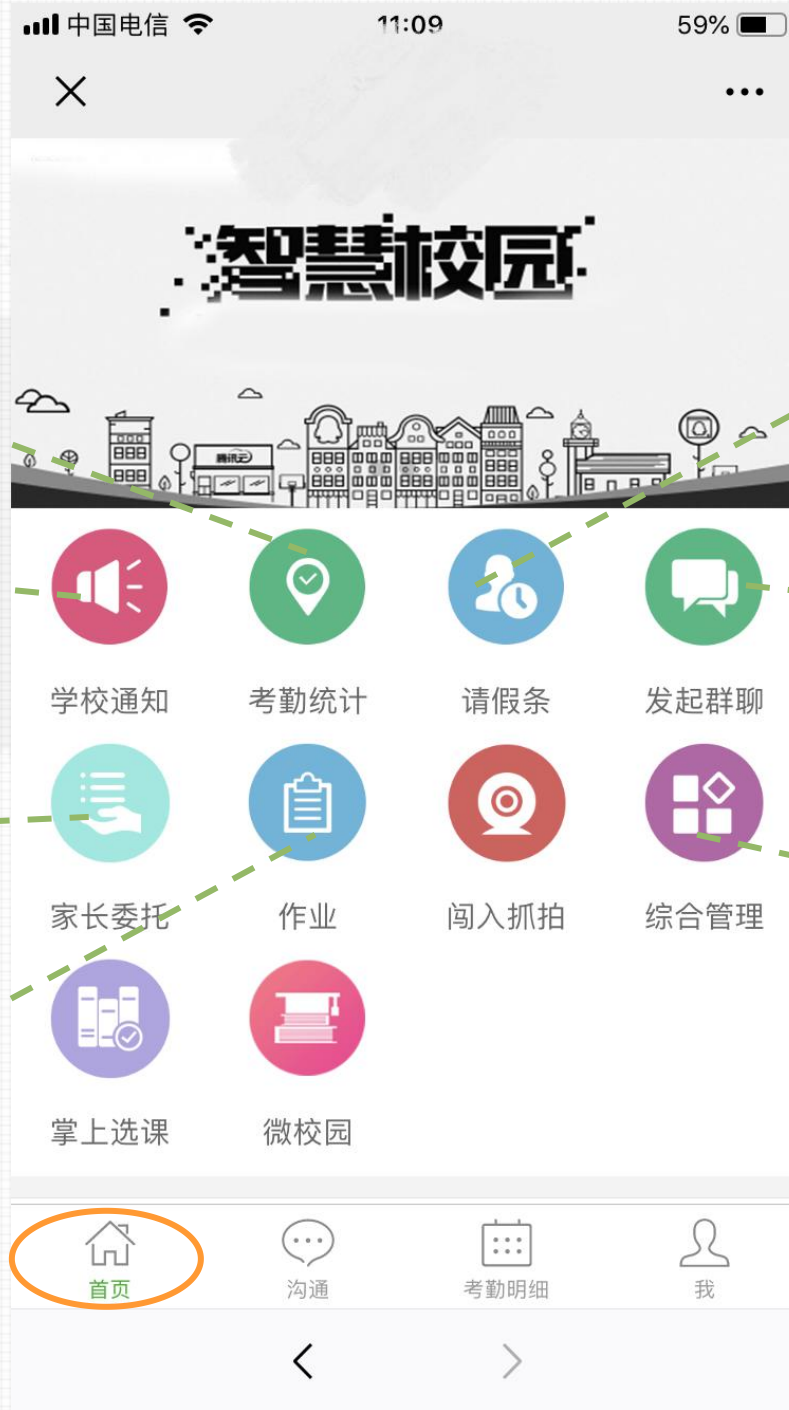 中国电信 11:09 59%
智慧校园
腾讯云
学校通知 考勤统计 请假条 发起群聊
家长委托 作业 闯入抓拍 综合管理
掌上选课 微校园
首页 沟通 考勤明细 我